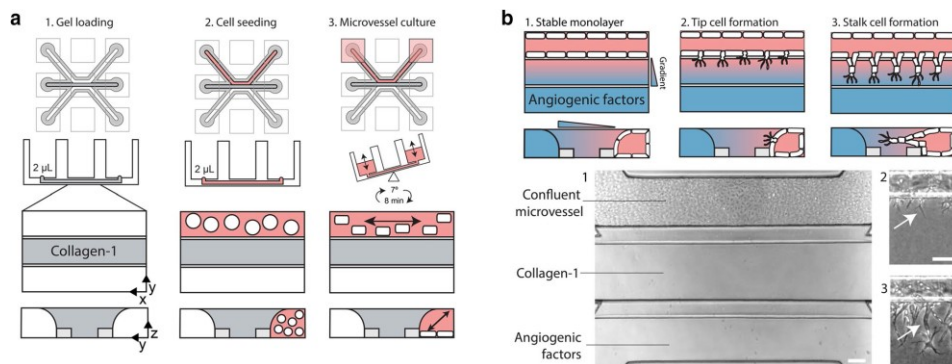 a
1. Gel loading
2. Cell seeding
3. Microvessel culture
2 µL
2 µL
7°
8 min
Collagen-1
y
x
z
y
b
1. Stable monolayer
2. Tip cell formation
3. Stalk cell formation
Gradient
Angiogenic factors
1
Confluent
microvessel
Collagen-1
Angiogenic
factors
2
3